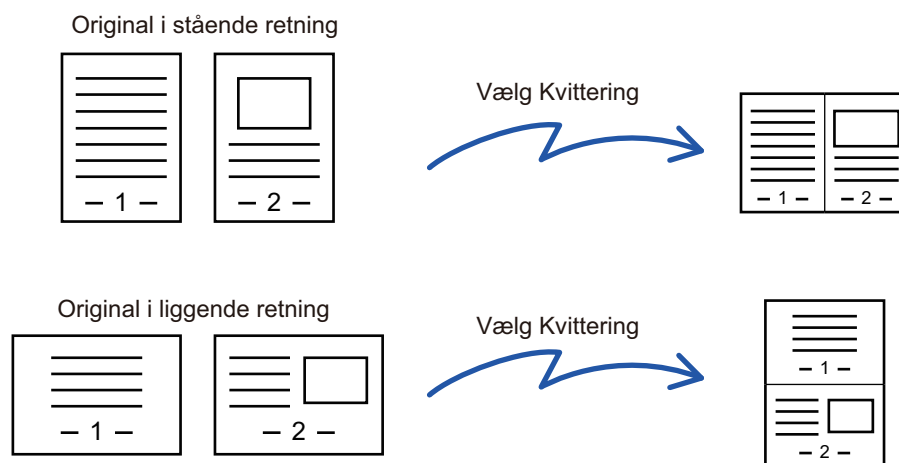 Original i stående retning
Vælg Kvittering
– 1 –
– 2 –
– 1 –
– 2 –
Original i liggende retning
Vælg Kvittering
– 1 –
– 1 –
– 2 –
– 2 –